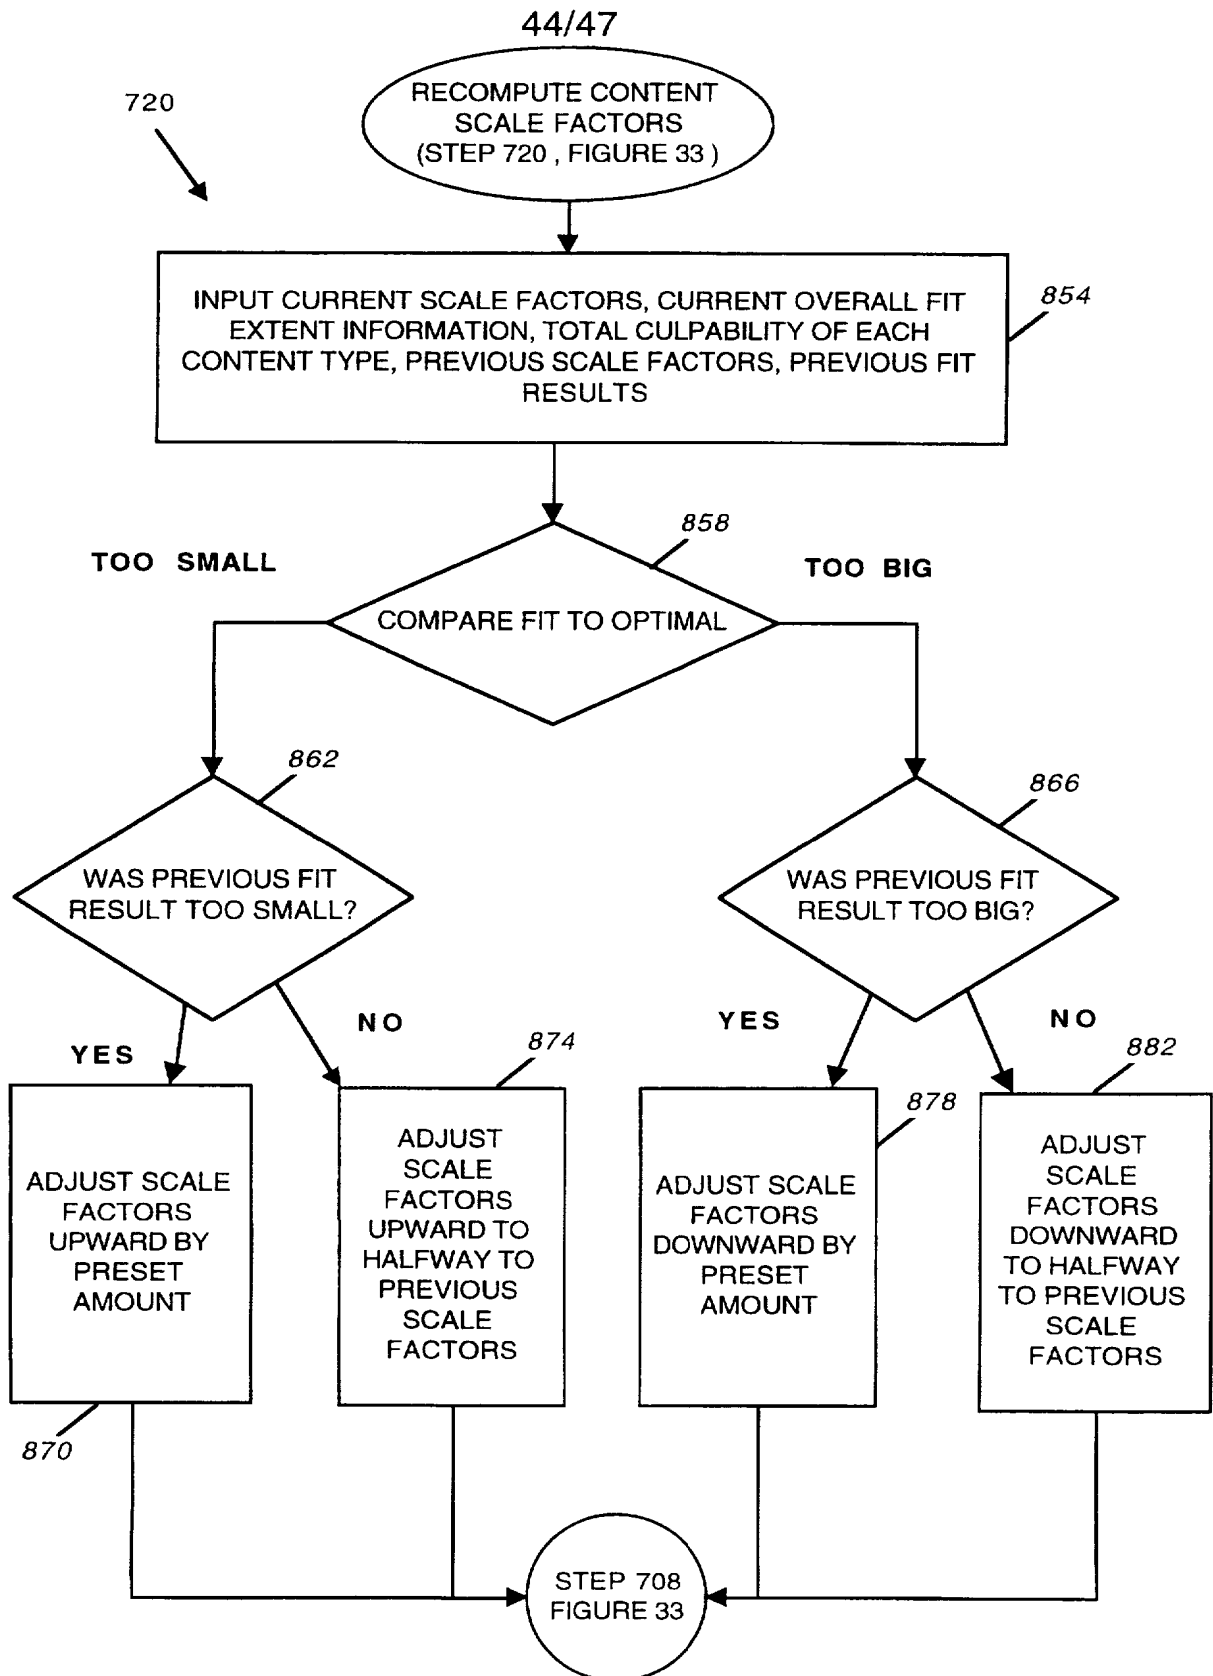 44/47
720
RECOMPUTE CONTENT
SCALE FACTORS
(STEP 720 , FIGURE 33 )
INPUT CURRENT SCALE FACTORS, CURRENT OVERALL FIT
EXTENT INFORMATION, TOTAL CULPABILITY OF EACH
CONTENT TYPE, PREVIOUS SCALE FACTORS, PREVIOUS FIT
RESULTS
854
858
TOO SMALL
TOO BIG
COMPARE FIT TO OPTIMAL
862
866
WAS PREVIOUS FIT
RESULT TOO SMALL?
WAS PREVIOUS FIT
RESULT TOO BIG?
YES
NO
YES
NO
874
878
882
ADJUST SCALE
FACTORS
UPWARD BY
PRESET
AMOUNT
ADJUST
SCALE
FACTORS
UPWARD TO
HALFWAY TO
PREVIOUS
SCALE
FACTORS
ADJUST SCALE
FACTORS
DOWNWARD BY
PRESET
AMOUNT
ADJUST
SCALE
FACTORS
DOWNWARD
TO HALFWAY
TO PREVIOUS
SCALE
FACTORS
870
STEP 708
FIGURE 33